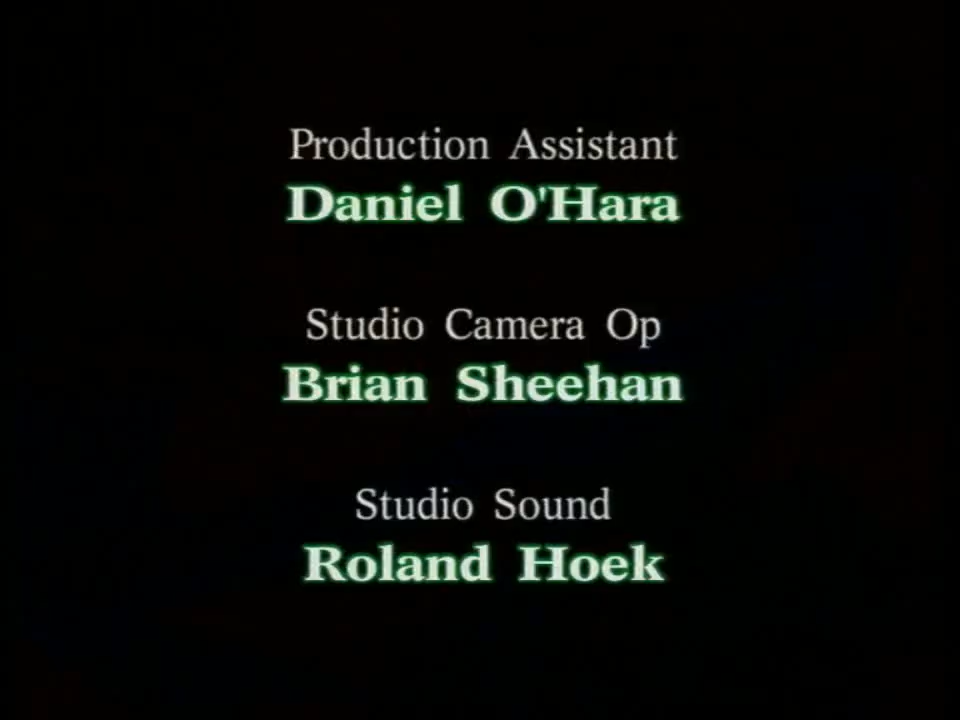 Production Assistant
Daniel O'Hara
Studio Camera Op
Brian Sheehan
Studio Sound
Roland Hoek